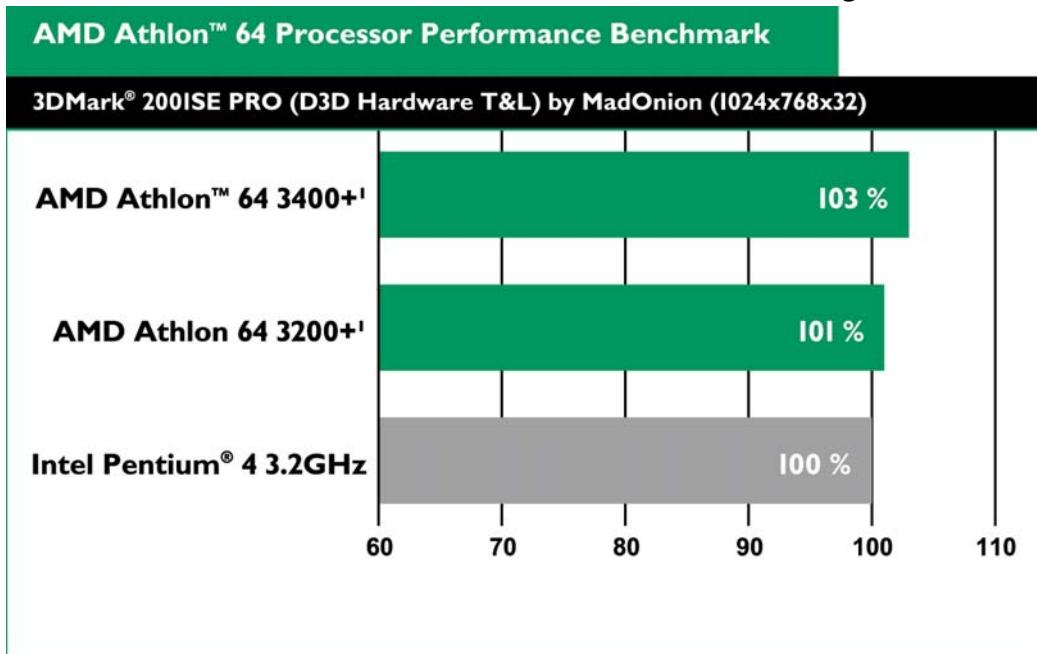 AMD Athlon™ 64 Processor Performance Benchmark
3DMark® 2001SE PRO (D3D Hardware T&L) by MadOnion (1024x768x32)
AMD Athlon™ 64 3400+¹
103 %
AMD Athlon 64 3200+¹
101 %
Intel Pentium® 4 3.2GHz
100 %
60 70 80 90 100 110